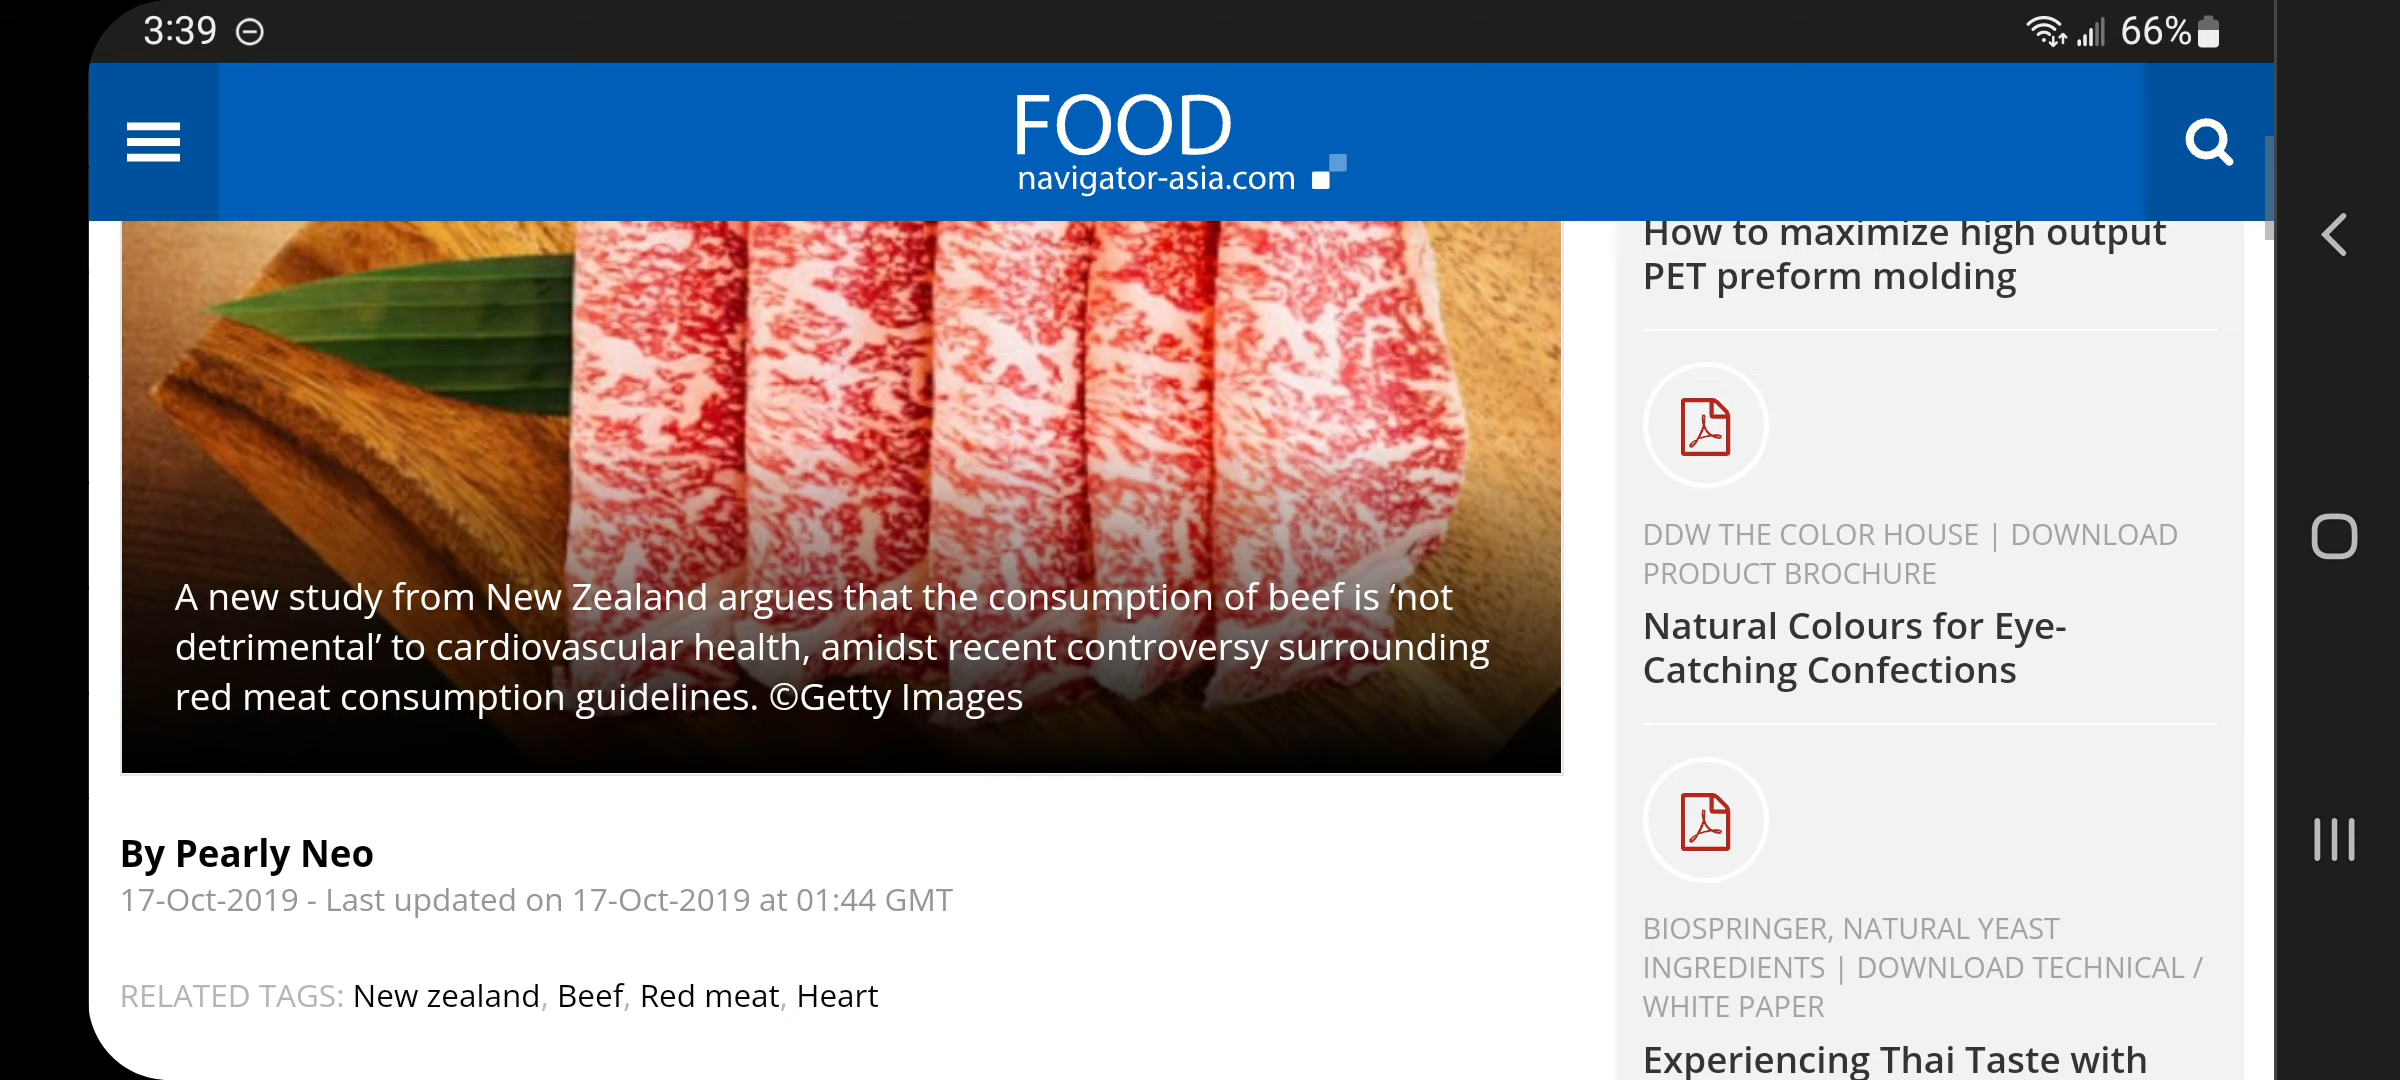 3:39
66%
FOOD
navigator-asia.com
A new study from New Zealand argues that the consumption of beef is ‘not
detrimental’ to cardiovascular health, amidst recent controversy surrounding
red meat consumption guidelines. ©Getty Images
By Pearly Neo
17-Oct-2019 - Last updated on 17-Oct-2019 at 01:44 GMT
RELATED TAGS: New zealand, Beef, Red meat, Heart
How to maximize high output
PET preform molding
DDW THE COLOR HOUSE | DOWNLOAD
PRODUCT BROCHURE
Natural Colours for Eye-
Catching Confections
BIOSPRINGER, NATURAL YEAST
INGREDIENTS | DOWNLOAD TECHNICAL /
WHITE PAPER
Experiencing Thai Taste with